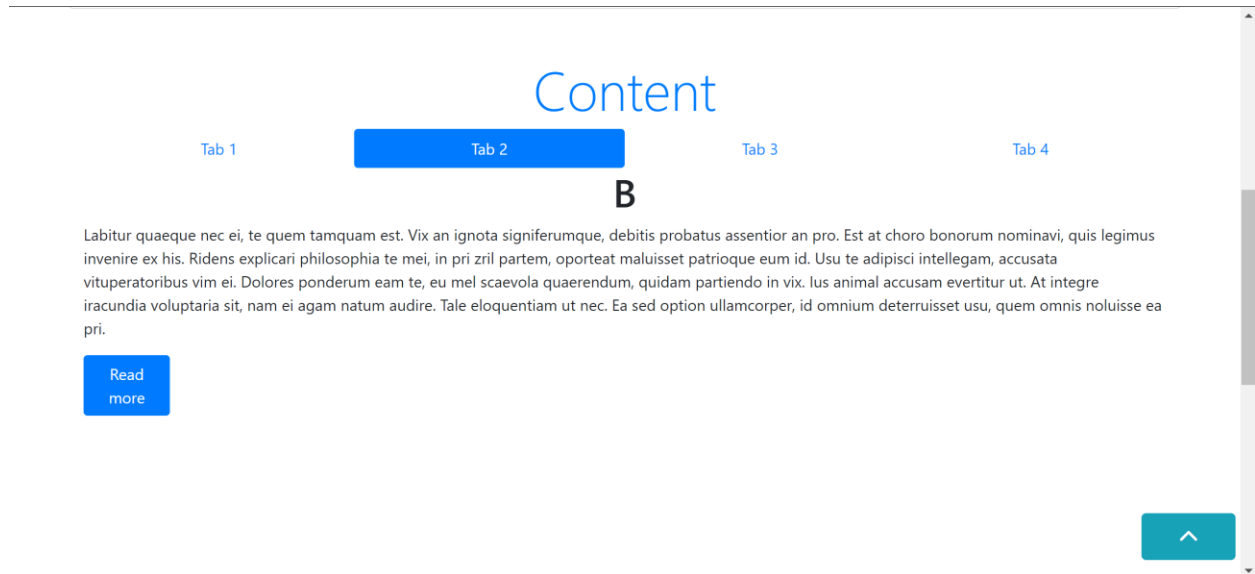 Content
Tab 1 Tab 2 Tab 3 Tab 4
B
Labitur quaeque nec ei, te quem tamquam est. Vix an ignota signiferumque, debitis probatus assentior an pro. Est at choro bonorum nominavi, quis legimus
invenire ex his. Ridens explicari philosophia te mei, in pri zril partem, oporteat maluisset patrioque eum id. Usu te adipisci intellegam, accusata
vituperatoribus vim ei. Dolores ponderum eam te, eu mel scaevola quaerendum, quidam partiendo in vix. Ius animal accusam evertitur ut. At integre
iracundia voluptaria sit, nam ei agam natum audire. Tale eloquentiam ut nec. Ea sed option ullamcorper, id omnium deterruisset usu, quem omnis noluisse ea
pri.
Read
more